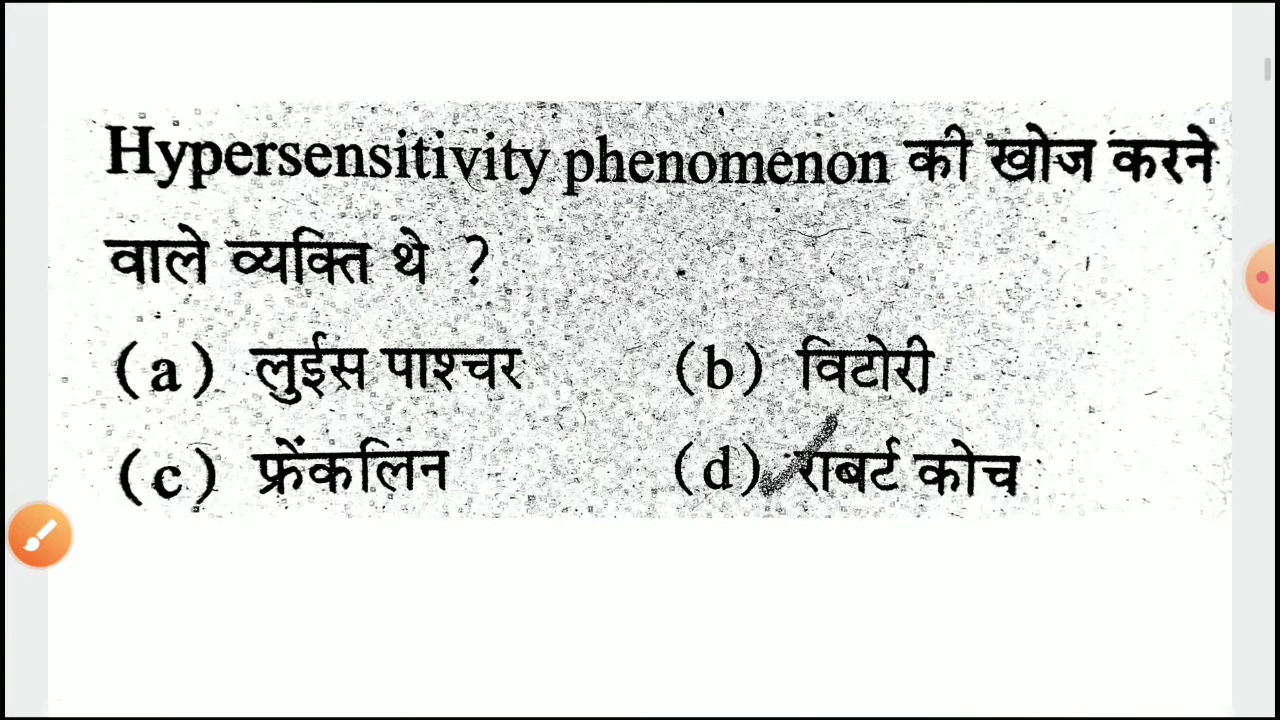 Hypersensitivity phenomenon की खोज करने
वाले व्यक्ति थे ?
(a) लुईस पाश्चर (b) विटोरी
(c) फ्रेंकलिन (d) राबर्ट कोच